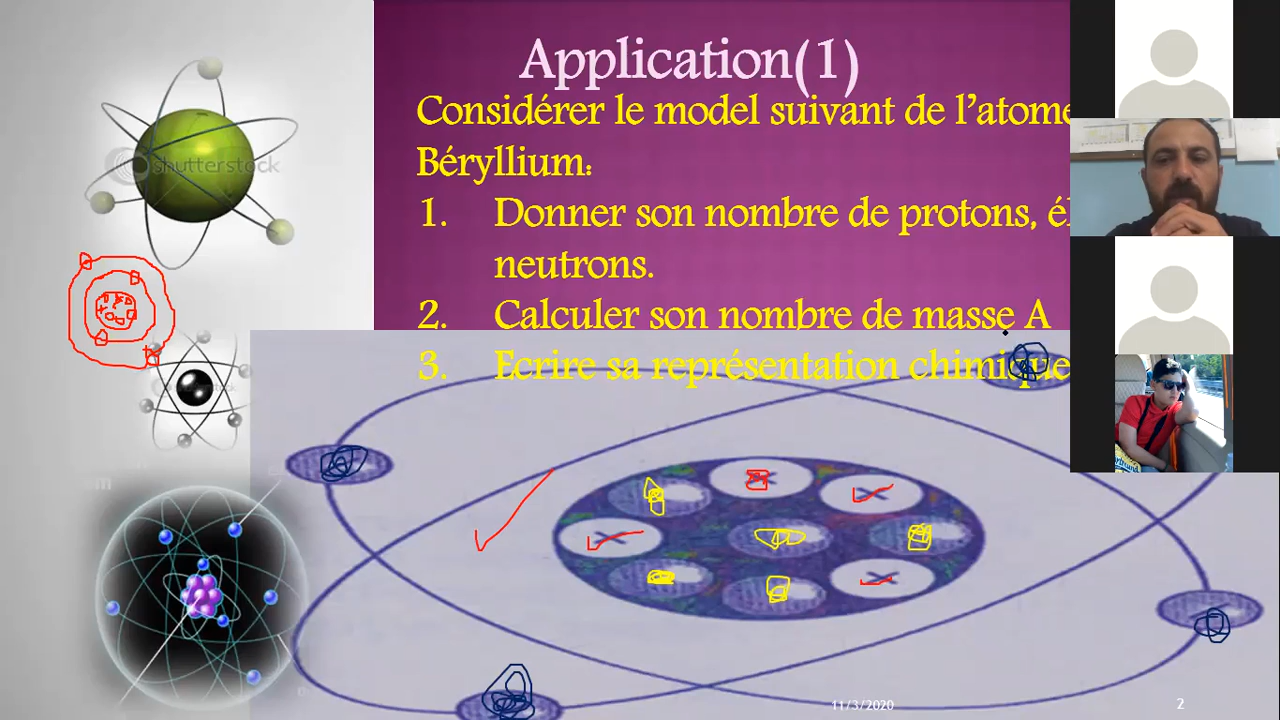 Application(1)
Considérer le model suivant de l'atome
Béryllium:
1. Donner son nombre de protons, él
neutrons.
2. Calculer son nombre de masse A
3. Ecrire sa représentation chimique
shutterstock
11/3/2020
2